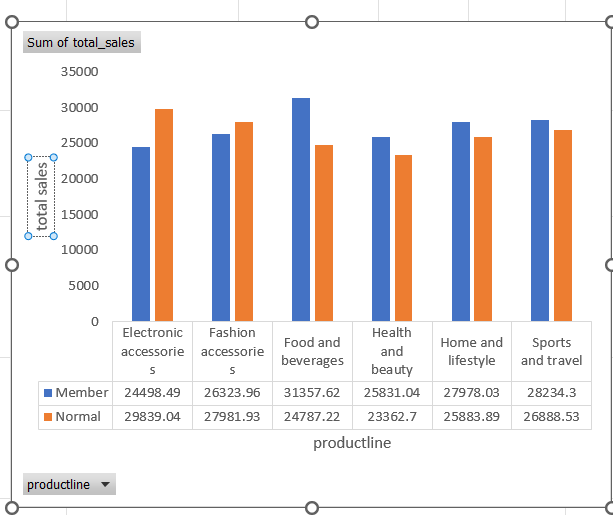 Sum of total_sales
35000
30000
25000
20000
15000
10000
5000
0
total sales
Electronic
accessorie
s
Fashion
accessorie
s
Food and
beverages
Health
and
beauty
Home and
lifestyle
Sports
and travel
Member 24498.49 26323.96 31357.62 25831.04 27978.03 28234.3
Normal 29839.04 27981.93 24787.22 23362.7 25883.89 26888.53
productline
productline